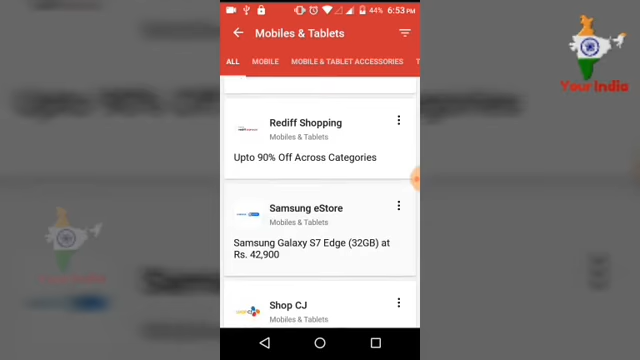 44% 6:53 PM
Mobiles & Tablets
ALL MOBILE MOBILE & TABLET ACCESSORIES T
Rediff Shopping
Mobiles & Tablets
Upto 90% Off Across Categories
Samsung eStore
Mobiles & Tablets
Samsung Galaxy S7 Edge (32GB) at
Rs. 42,900
Shop CJ
Mobiles & Tablets
Your India